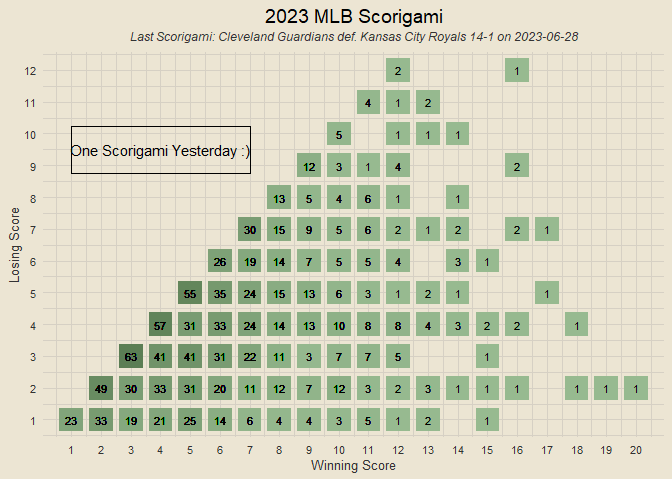 2023 MLB Scorigami
Last Scorigami: Cleveland Guardians def. Kansas City Royals 14-1 on 2023-06-28
12 2 1
11 4 1 2
10 5 1 1 1
One Scorigami Yesterday :)
9 12 3 1 4 2
8 13 5 4 6 1 1
7 30 15 9 5 6 2 1 2 2 1
6 26 19 14 7 5 5 4 3 1
5 55 35 24 15 13 6 3 1 2 1 1
4 57 31 33 24 14 13 10 8 8 4 3 2 2 1
3 63 41 41 31 22 11 3 7 7 5 1
2 49 30 33 31 20 11 12 7 12 3 2 3 1 1 1 1 1 1
1 23 33 19 21 25 14 6 4 4 3 5 1 2 1
1 2 3 4 5 6 7 8 9 10 11 12 13 14 15 16 17 18 19 20
Winning Score
Losing Score